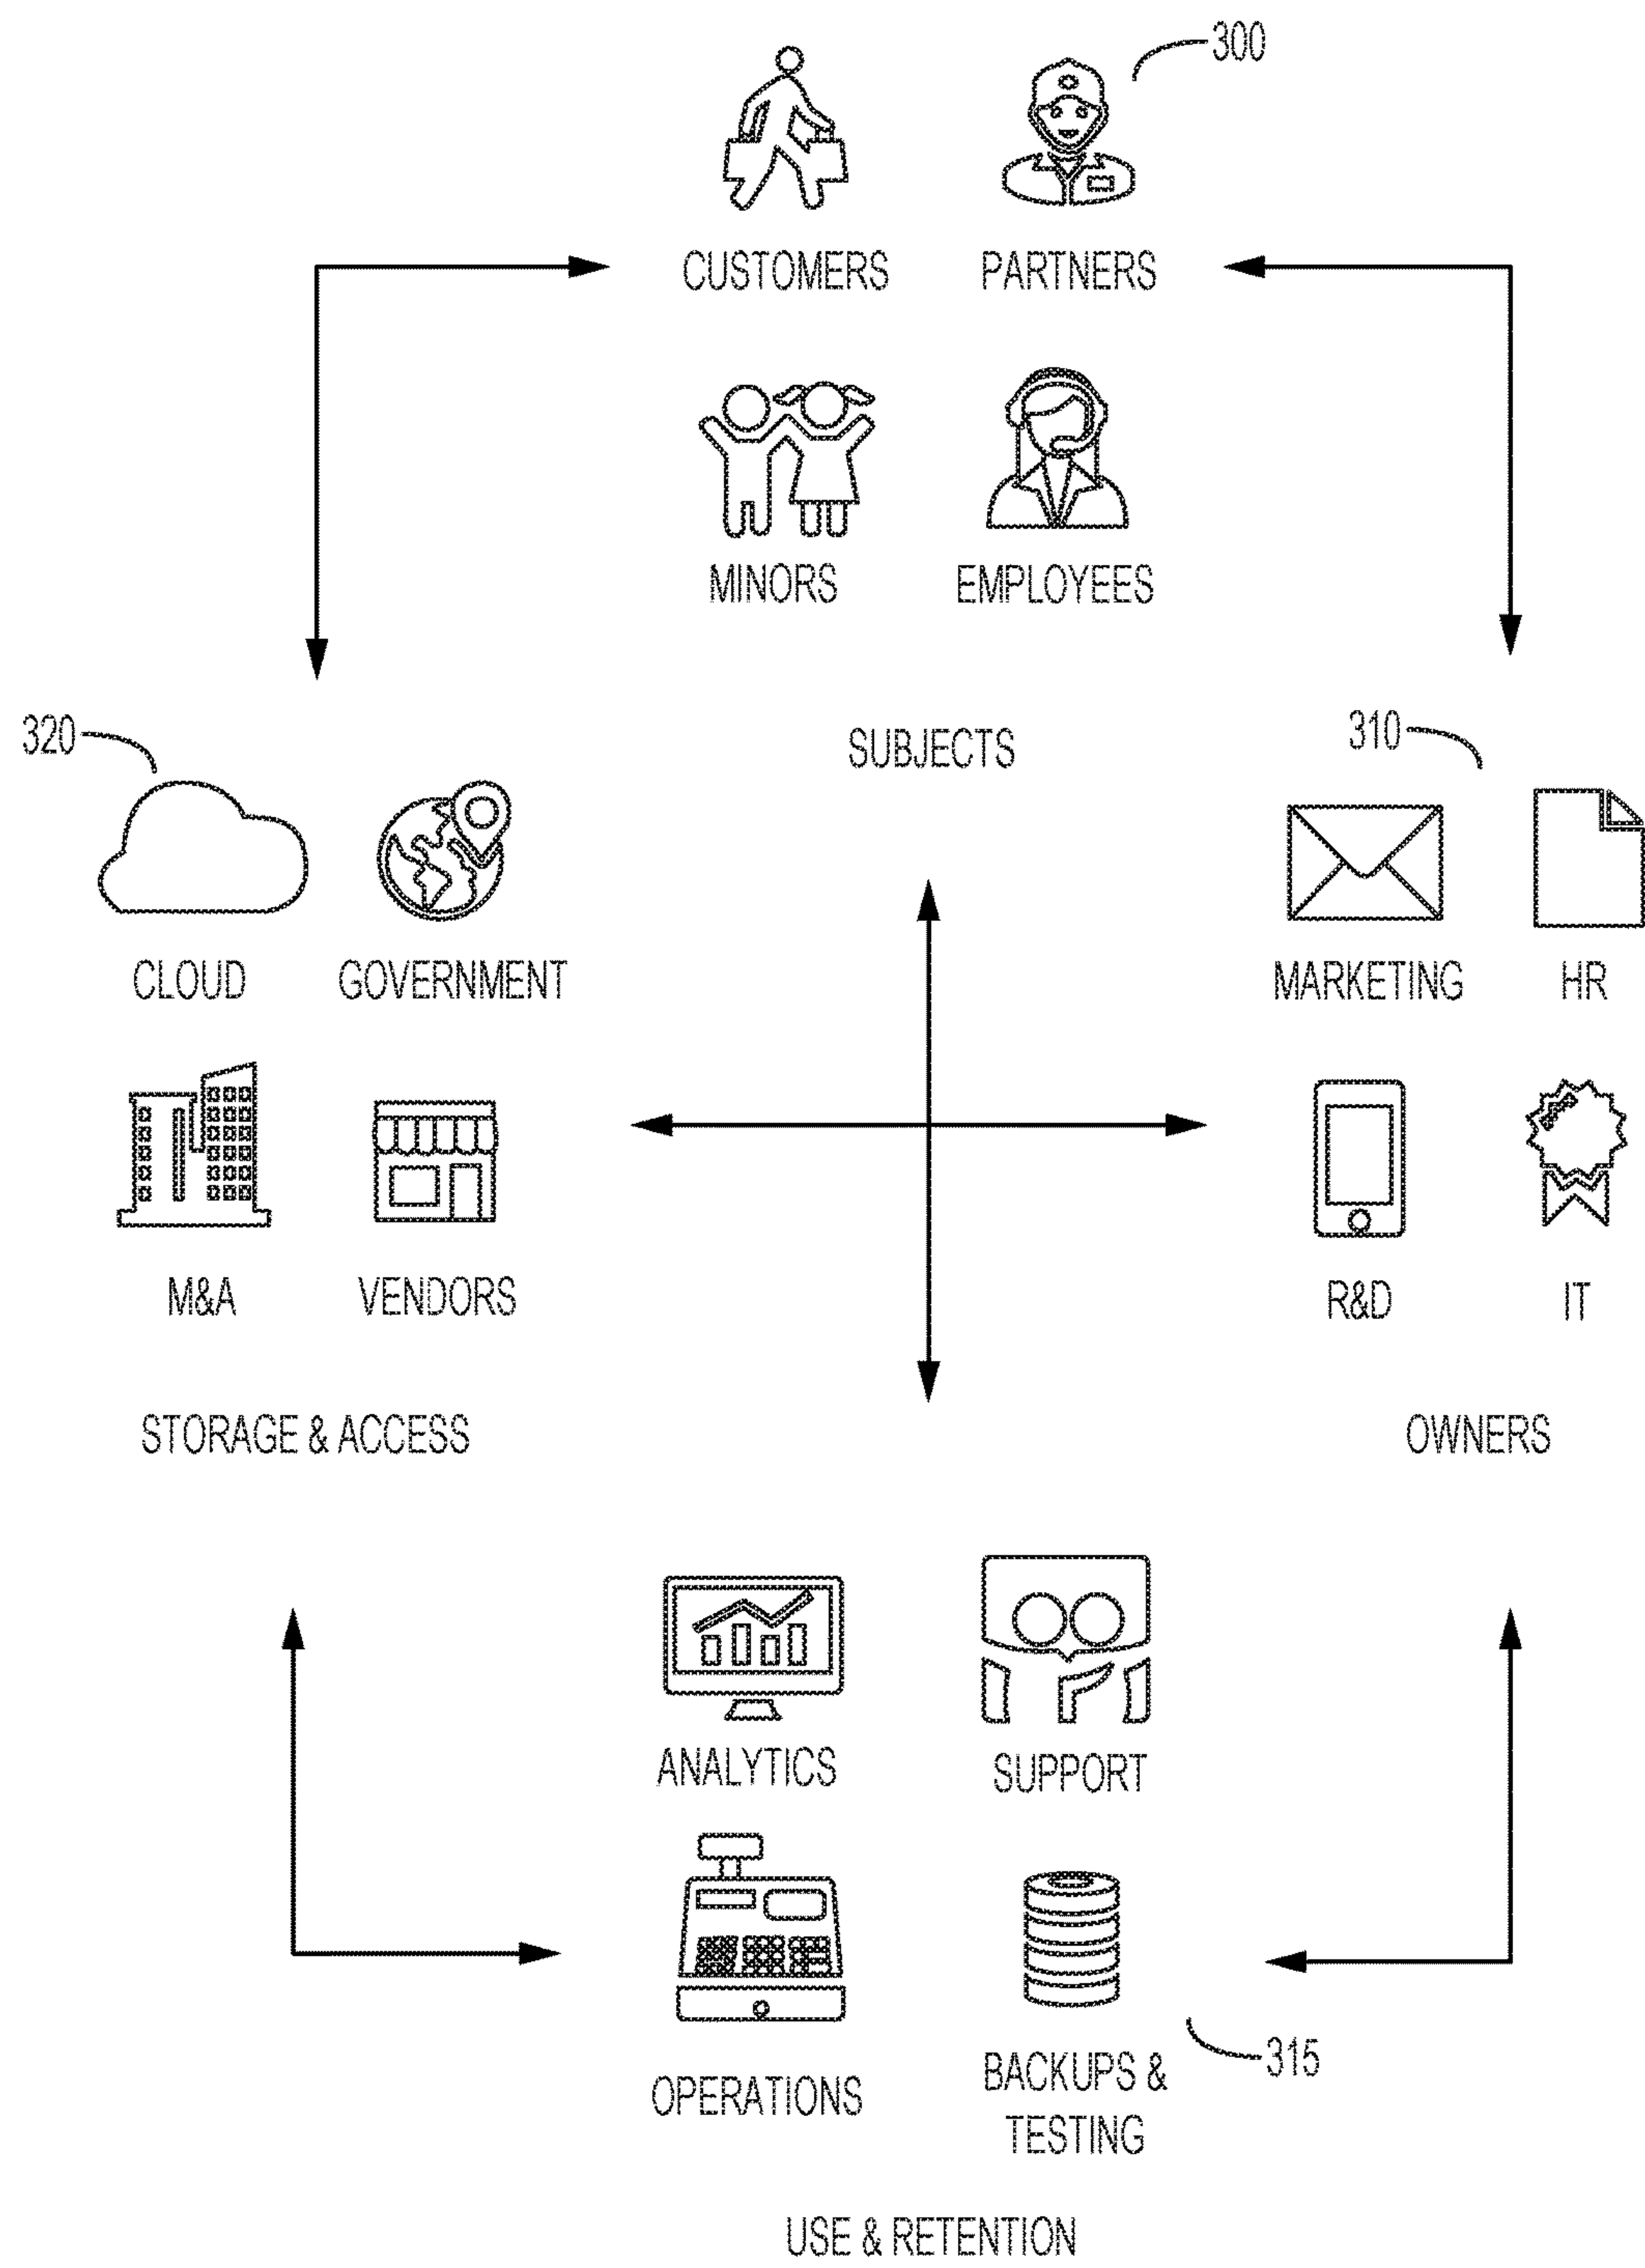 300
CUSTOMERS PARTNERS
MINORS EMPLOYEES
SUBJECTS
320
CLOUD GOVERNMENT
M&A VENDORS
STORAGE & ACCESS
310
MARKETING HR
R&D IT
OWNERS
ANALYTICS SUPPORT
OPERATIONS BACKUPS &
TESTING
315
USE & RETENTION